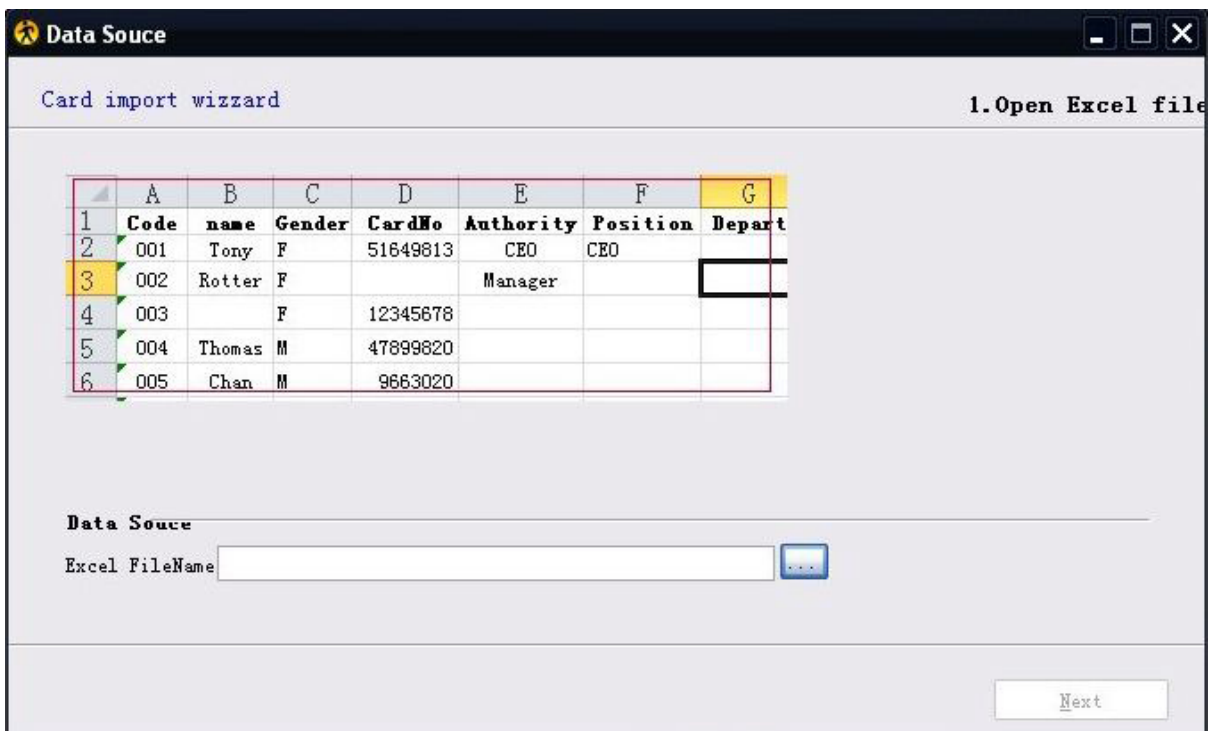 Data Souce
Card import wizzard
1.Open Excel file
A B C D E F G
1 Code name Gender CardNo Authority Position Depart
2 001 Tony F 51649813 CEO CEO
3 002 Rotter F Manager
4 003 F 12345678
5 004 Thomas M 47899820
6 005 Chan M 9663020
Data Souce
Excel FileName ...
Next